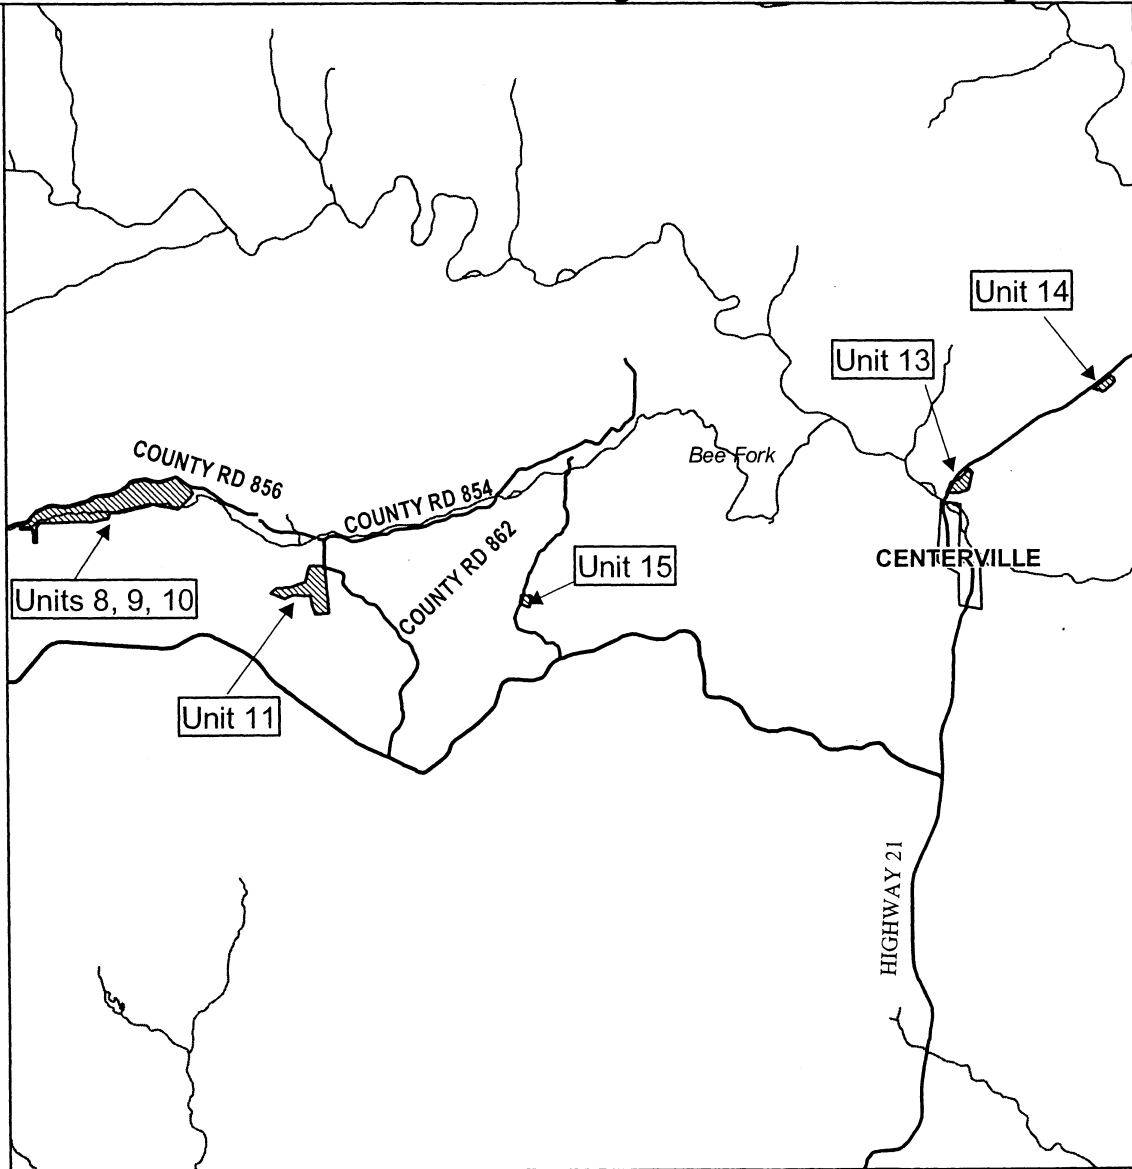 Unit 14
Unit 13
Bee Fork
COUNTY RD 856
COUNTY RD 854
COUNTY RD 862
CENTERVILLE
Unit 15
Units 8, 9, 10
Unit 11
HIGHWAY 21